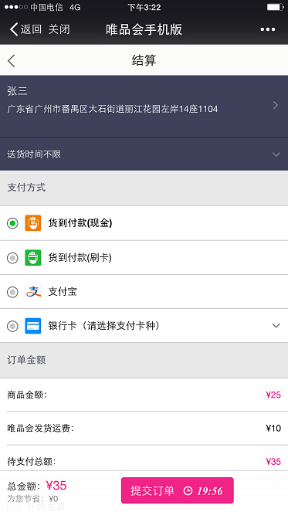 中国电信 4G 下午3:22
返回 关闭 唯品会手机版
结算
张三
广东省广州市番禺区大石街道丽江花园左岸14座1104
送货时间不限
支付方式
货到付款(现金)
货到付款(刷卡)
支付宝
银行卡（请选择支付卡种）
订单金额
商品金额： ¥25
唯品会发货运费： ¥10
待支付总额： ¥35
总金额：¥35
为您节省：¥0
提交订单 19:56